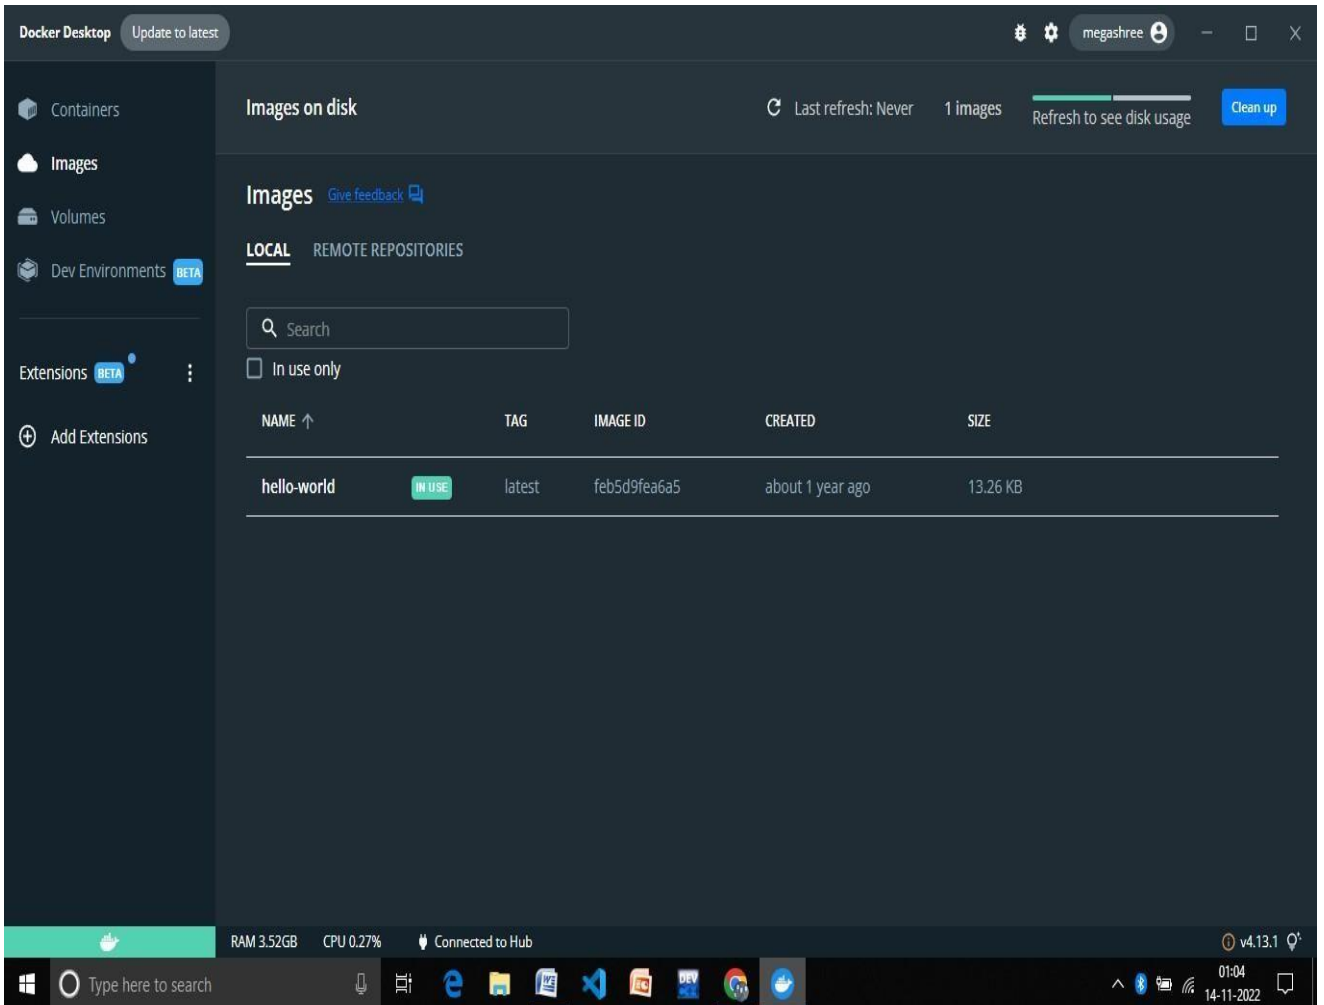 Docker Desktop Update to latest megashree
Containers
Images
Volumes
Dev Environments BETA
Extensions BETA
Add Extensions
Images on disk Last refresh: Never 1 images Refresh to see disk usage Clean up
Images Give feedback
LOCAL REMOTE REPOSITORIES
Search
In use only
NAME TAG IMAGE ID CREATED SIZE
hello-world IN USE latest feb5d9fea6a5 about 1 year ago 13.26 KB
RAM 3.52GB CPU 0.27% Connected to Hub v4.13.1
Type here to search DEV 01:04
14-11-2022